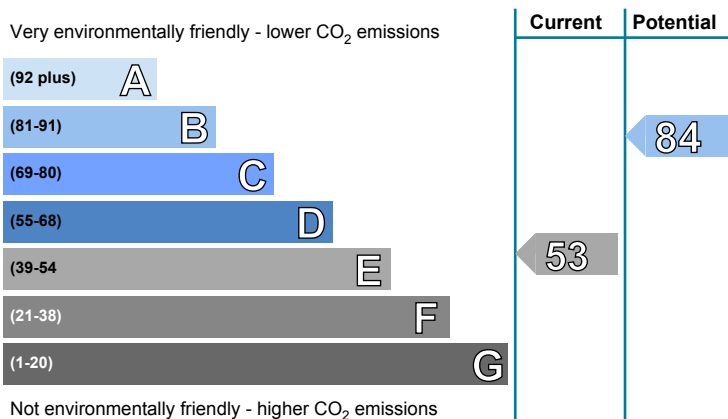 Very environmentally friendly - lower CO2 emissions
Current
Potential
(92 plus) A
(81-91) B
84
(69-80) C
(55-68) D
(39-54 E
53
(21-38) F
(1-20) G
Not environmentally friendly - higher CO2 emissions